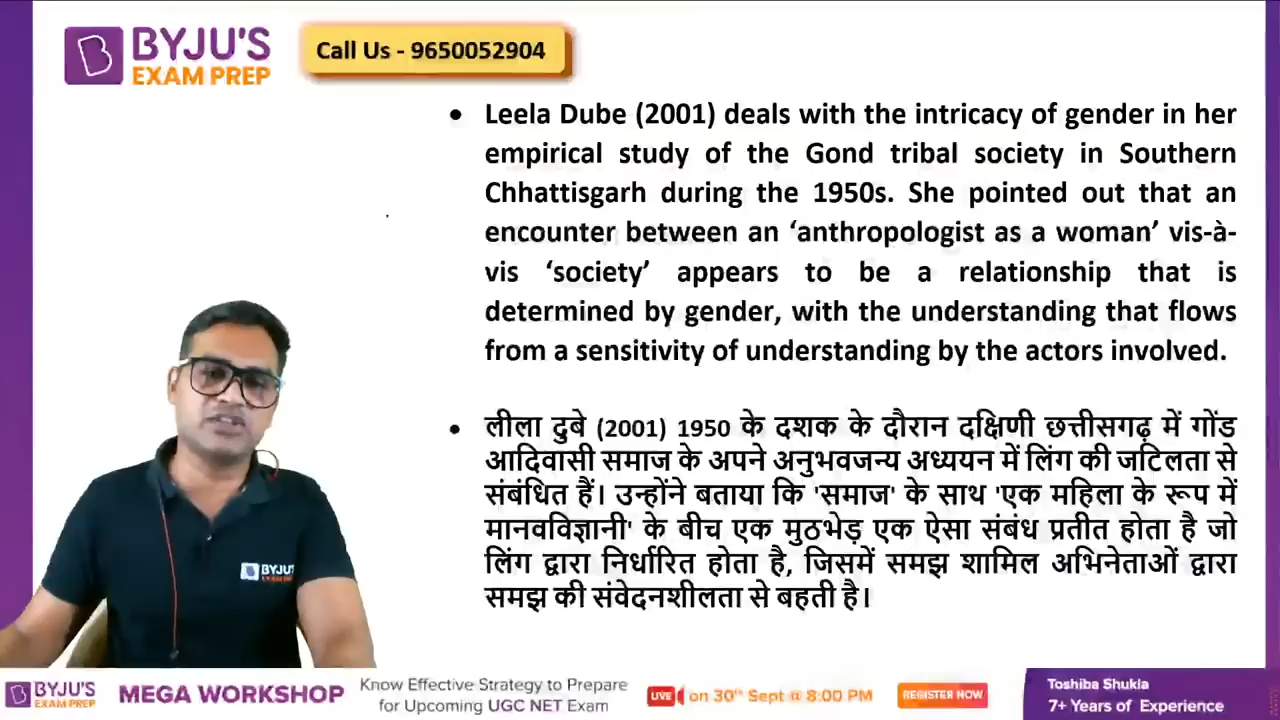 BYJU'S
EXAM PREP
Call Us - 9650052904
• Leela Dube (2001) deals with the intricacy of gender in her
empirical study of the Gond tribal society in Southern
Chhattisgarh during the 1950s. She pointed out that an
encounter between an ‘anthropologist as a woman’ vis-à-
vis ‘society’ appears to be a relationship that is
determined by gender, with the understanding that flows
from a sensitivity of understanding by the actors involved.
• लीला दुबे (2001) 1950 के दशक के दौरान दक्षिणी छत्तीसगढ़ में गोंड
आदिवासी समाज के अपने अनुभवजन्य अध्ययन में लिंग की जटिलता से
संबंधित हैं। उन्होंने बताया कि 'समाज' के साथ 'एक महिला के रूप में
मानवविज्ञानी' के बीच एक मुठभेड़ एक ऐसा संबंध प्रतीत होता है जो
लिंग द्वारा निर्धारित होता है, जिसमें समझ शामिल अभिनेताओं द्वारा
समझ की संवेदनशीलता से बहती है।
BYJU'S
EXAM PREP
BYJU'S
EXAM PREP
MEGA WORKSHOP
Know Effective Strategy to Prepare
for Upcoming UGC NET Exam
LIVE on 30th Sept @ 8:00 PM
REGISTER NOW
Toshiba Shukla
7+ Years of Experience